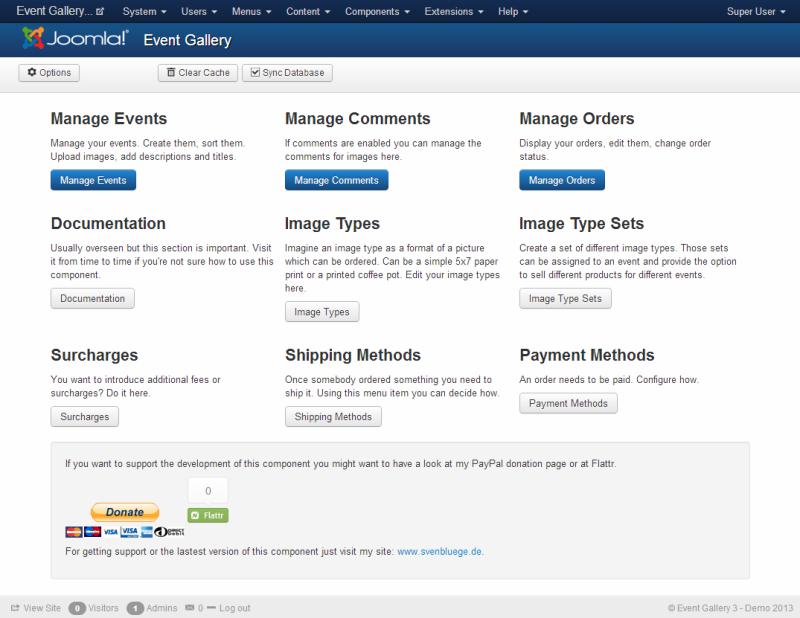 Event Gallery...
System
Users
Menus
Content
Components
Extensions
Help
Super User
Joomla!®
Event Gallery
Options
Clear Cache
Sync Database
Manage Events
Manage your events. Create them, sort them.
Upload images, add descriptions and titles.
Manage Events
Manage Comments
If comments are enabled you can manage the
comments for images here.
Manage Comments
Manage Orders
Display your orders, edit them, change order
status.
Manage Orders
Documentation
Usually overseen but this section is important. Visit
it from time to time if you're not sure how to use this
component.
Documentation
Image Types
Imagine an image type as a format of a picture
which can be ordered. Can be a simple 5x7 paper
print or a printed coffee pot. Edit your image types
here.
Image Types
Image Type Sets
Create a set of different image types. Those sets
can be assigned to an event and provide the option
to sell different products for different events.
Image Type Sets
Surcharges
You want to introduce additional fees or
surcharges? Do it here.
Surcharges
Shipping Methods
Once somebody ordered something you need to
ship it. Using this menu item you can decide how.
Shipping Methods
Payment Methods
An order needs to be paid. Configure how.
Payment Methods
If you want to support the development of this component you might want to have a look at my PayPal donation page or at Flattr.
0
Donate
Flattr
VISA
VISA
DIRECT
Debit
For getting support or the lastest version of this component just visit my site: www.svenbluege.de.
View Site
0 Visitors
1 Admins
0
Log out
© Event Gallery 3 - Demo 2013